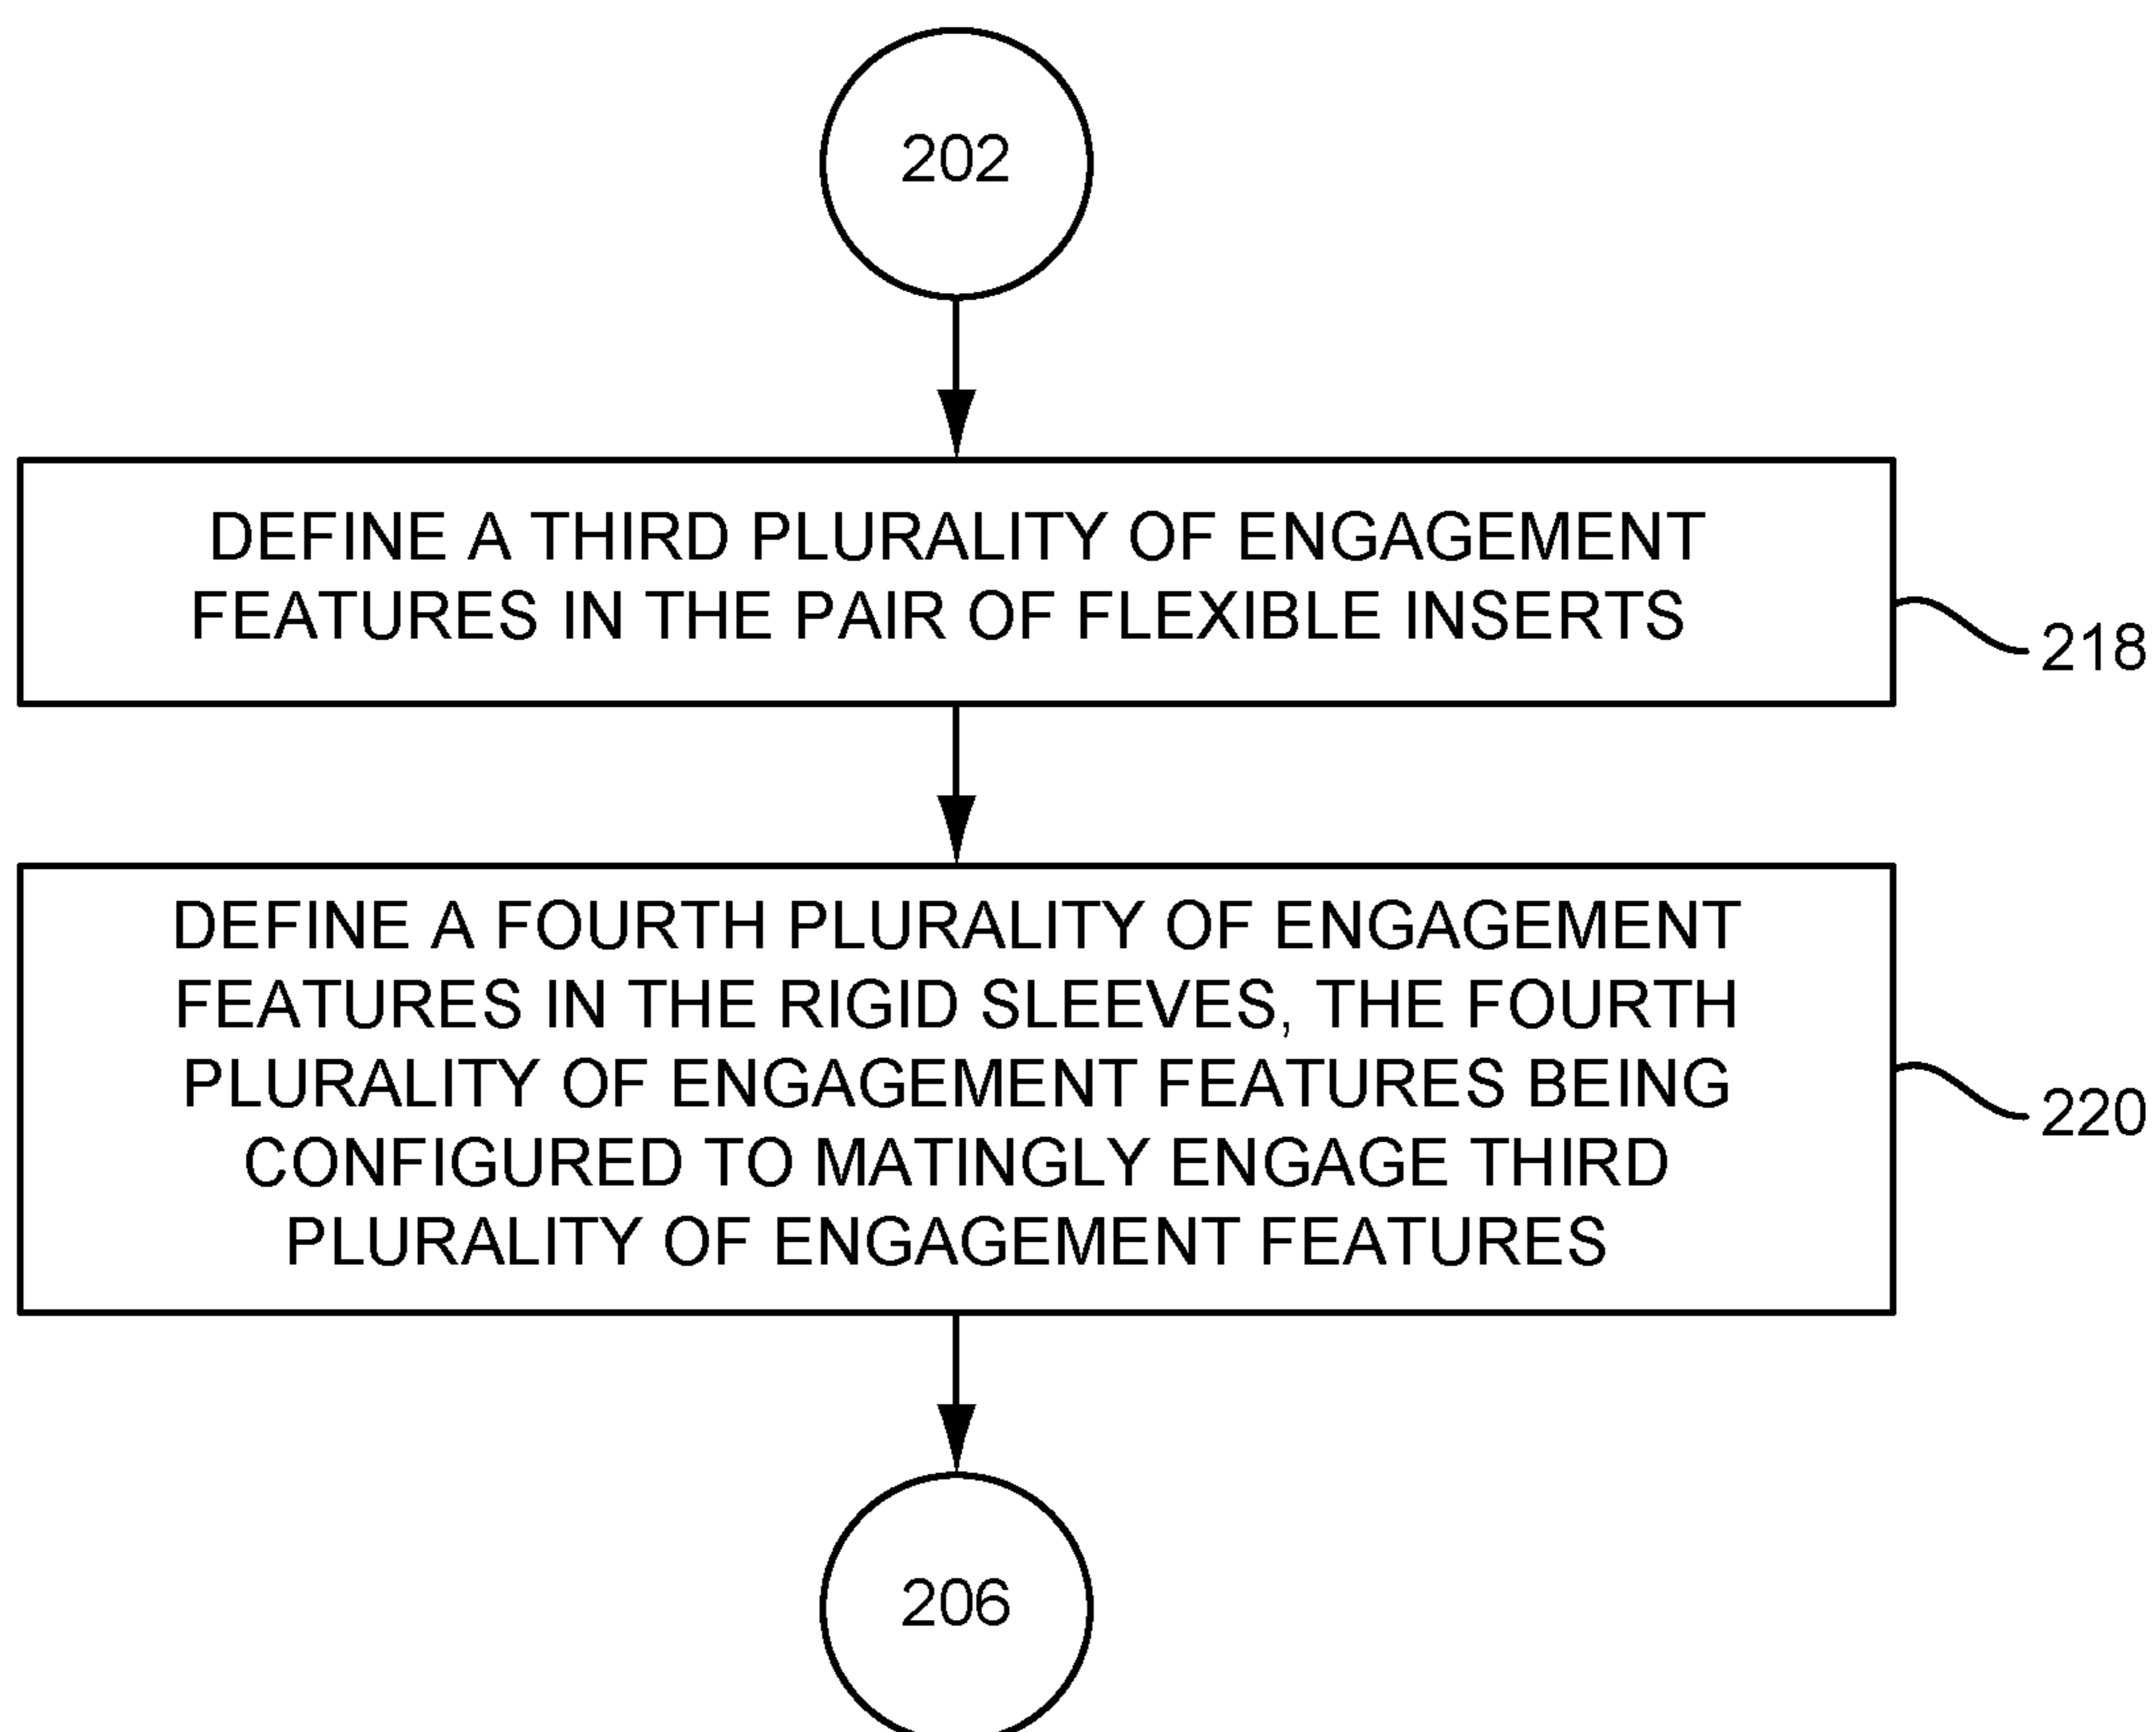 202
DEFINE A THIRD PLURALITY OF ENGAGEMENT
FEATURES IN THE PAIR OF FLEXIBLE INSERTS
218
DEFINE A FOURTH PLURALITY OF ENGAGEMENT
FEATURES IN THE RIGID SLEEVES, THE FOURTH
PLURALITY OF ENGAGEMENT FEATURES BEING
CONFIGURED TO MATINGLY ENGAGE THIRD
PLURALITY OF ENGAGEMENT FEATURES
220
206